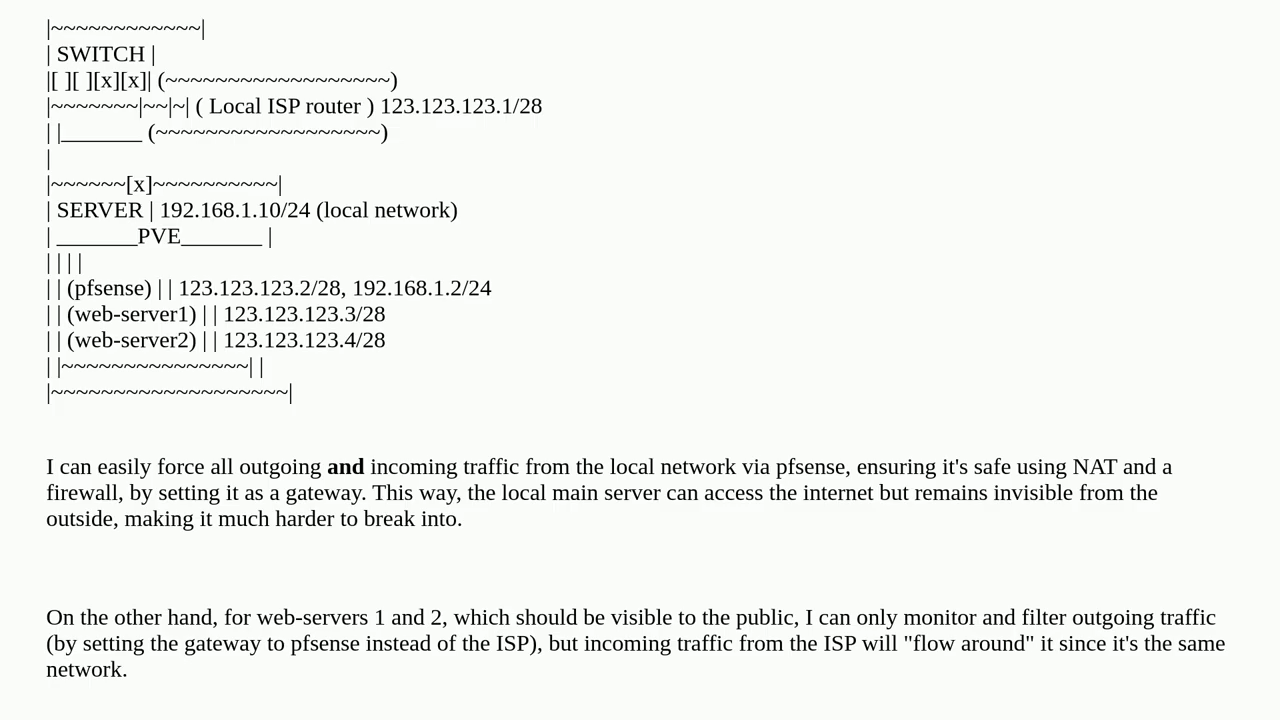 |~~~~~~~~~~~~|
| SWITCH |
|[ ][ ][x][x]| (~~~~~~~~~~~~~~~~~~)
|~~~~~~~|~~|~| ( Local ISP router ) 123.123.123.1/28
| |_______ (~~~~~~~~~~~~~~~~~~)
|
|~~~~~~[x]~~~~~~~~~~|
| SERVER | 192.168.1.10/24 (local network)
| _______PVE_______ |
| | | |
| | (pfsense) | | 123.123.123.2/28, 192.168.1.2/24
| | (web-server1) | | 123.123.123.3/28
| | (web-server2) | | 123.123.123.4/28
| |~~~~~~~~~~~~~~~| |
|~~~~~~~~~~~~~~~~~~~|
I can easily force all outgoing and incoming traffic from the local network via pfsense, ensuring it's safe using NAT and a
firewall, by setting it as a gateway. This way, the local main server can access the internet but remains invisible from the
outside, making it much harder to break into.
On the other hand, for web-servers 1 and 2, which should be visible to the public, I can only monitor and filter outgoing traffic
(by setting the gateway to pfsense instead of the ISP), but incoming traffic from the ISP will "flow around" it since it's the same
network.